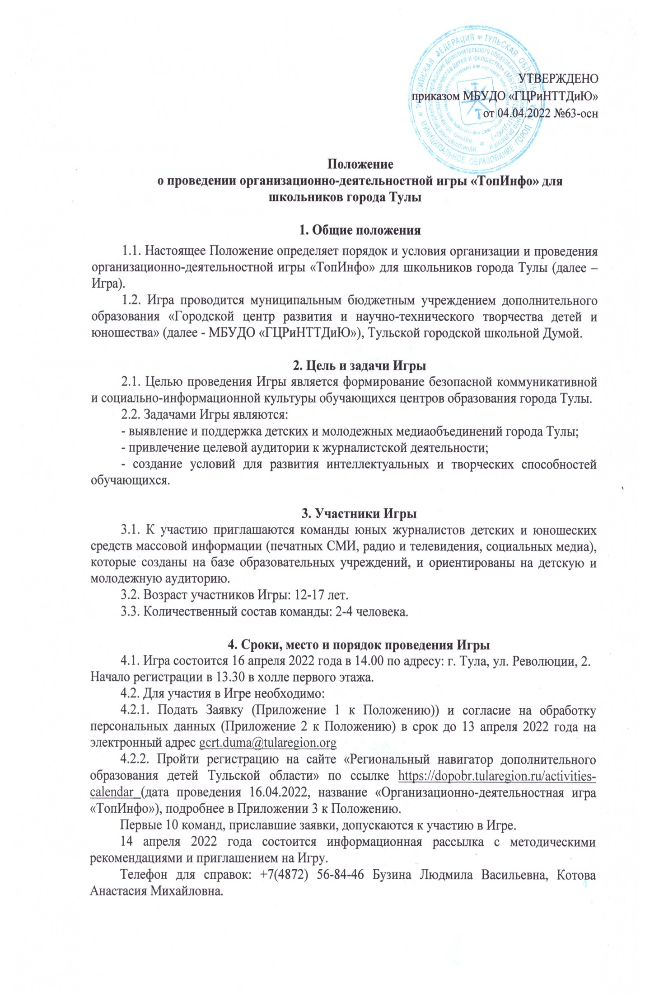 РОССИЙСКАЯ ФЕДЕРАЦИЯ * ТУЛЬСКАЯ ОБЛАСТЬ
МУНИЦИПАЛЬНОЕ ОБРАЗОВАНИЕ ГОРОД
УТВЕРЖДЕНО
приказом МБУДО «ГЦРиНТТДиЮ»
от 04.04.2022 №63-осн
Положение
о проведении организационно-деятельностной игры «ТопИнфо» для
школьников города Тулы
1. Общие положения
1.1. Настоящее Положение определяет порядок и условия организации и проведения
организационно-деятельностной игры «ТопИнфо» для школьников города Тулы (далее –
Игра).
1.2. Игра проводится муниципальным бюджетным учреждением дополнительного
образования «Городской центр развития и научно-технического творчества детей и
юношества» (далее - МБУДО «ГЦРиНТТДиЮ»), Тульской городской школьной Думой.
2. Цель и задачи Игры
2.1. Целью проведения Игры является формирование безопасной коммуникативной
и социально-информационной культуры обучающихся центров образования города Тулы.
2.2. Задачами Игры являются:
- выявление и поддержка детских и молодежных медиаобъединений города Тулы;
- привлечение целевой аудитории к журналистской деятельности;
- создание условий для развития интеллектуальных и творческих способностей
обучающихся.
3. Участники Игры
3.1. К участию приглашаются команды юных журналистов детских и юношеских
средств массовой информации (печатных СМИ, радио и телевидения, социальных медиа),
которые созданы на базе образовательных учреждений, и ориентированы на детскую и
молодежную аудиторию.
3.2. Возраст участников Игры: 12-17 лет.
3.3. Количественный состав команды: 2-4 человека.
4. Сроки, место и порядок проведения Игры
4.1. Игра состоится 16 апреля 2022 года в 14.00 по адресу: г. Тула, ул. Революции, 2.
Начало регистрации в 13.30 в холле первого этажа.
4.2. Для участия в Игре необходимо:
4.2.1. Подать Заявку (Приложение 1 к Положению)) и согласие на обработку
персональных данных (Приложение 2 к Положению) в срок до 13 апреля 2022 года на
электронный адрес gcrt.duma@tularegion.org
4.2.2. Пройти регистрацию на сайте «Региональный навигатор дополнительного
образования детей Тульской области» по ссылке https://dopobr.tularegion.ru/activities-
calendar (дата проведения 16.04.2022, название «Организационно-деятельностная игра
«ТопИнфо»), подробнее в Приложении 3 к Положению.
Первые 10 команд, приславшие заявки, допускаются к участию в Игре.
14 апреля 2022 года состоится информационная рассылка с методическими
рекомендациями и приглашением на Игру.
Телефон для справок: +7(4872) 56-84-46 Бузина Людмила Васильевна, Котова
Анастасия Михайловна.